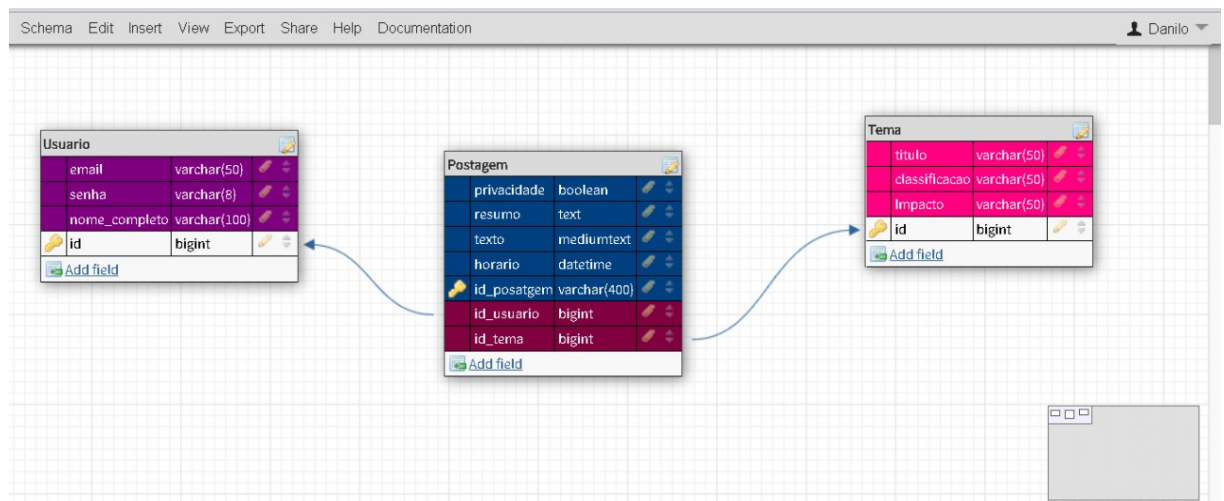 Schema Edit Insert View Export Share Help Documentation Danilo
Usuario
email varchar(50)
senha varchar(8)
nome_completo varchar(100)
id bigint
Add field
Postagem
privacidade boolean
resumo text
texto mediumtext
horario datetime
id_posatgem varchar(400)
id_usuario bigint
id_tema bigint
Add field
Tema
titulo varchar(50)
classificacao varchar(50)
Impacto varchar(50)
id bigint
Add field